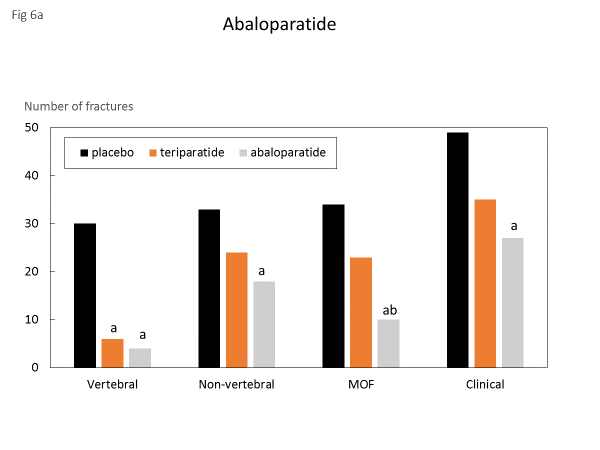 Fig 6a
Abaloparatide
Number of fractures
50
placebo teriparatide abaloparatide
40
30
a
20
a
ab
10
a a
0
Vertebral Non-vertebral MOF Clinical